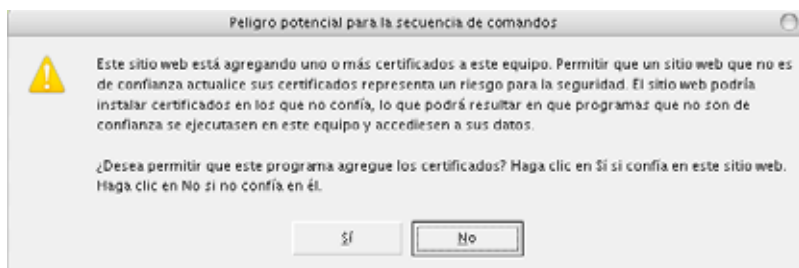 Peligro potencial para la secuencia de comandos
Este sitio web está agregando uno o más certificados a este equipo. Permitir que un sitio web que no es
de confianza actualice sus certificados representa un riesgo para la seguridad. El sitio web podría
instalar certificados en los que no confía, lo que podrá resultar en que programas que no son de
confianza se ejecutasen en este equipo y accediesen a sus datos.
¿Desea permitir que este programa agregue los certificados? Haga clic en Sí si confía en este sitio web.
Haga clic en No si no confía en él.
Sí
No